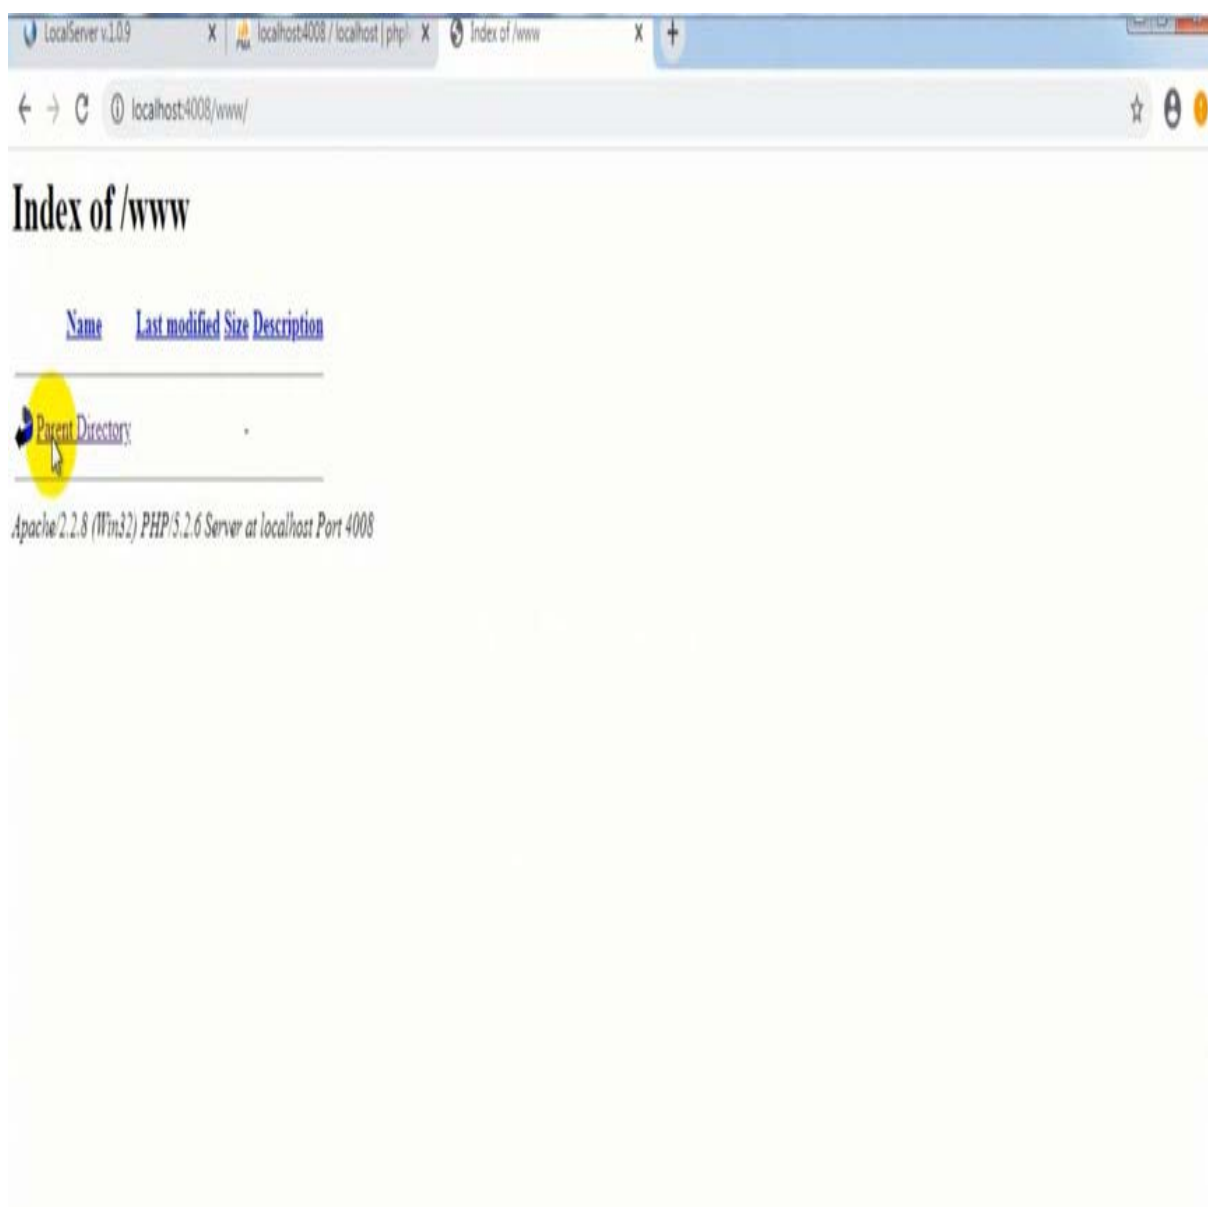 LocalServer v.1.0.9
localhost:4008 / localhost | php
Index of /www
localhost:4008/www/
Index of /www
Name Last modified Size Description
Parent Directory -
Apache/2.2.8 (Win32) PHP/5.2.6 Server at localhost Port 4008